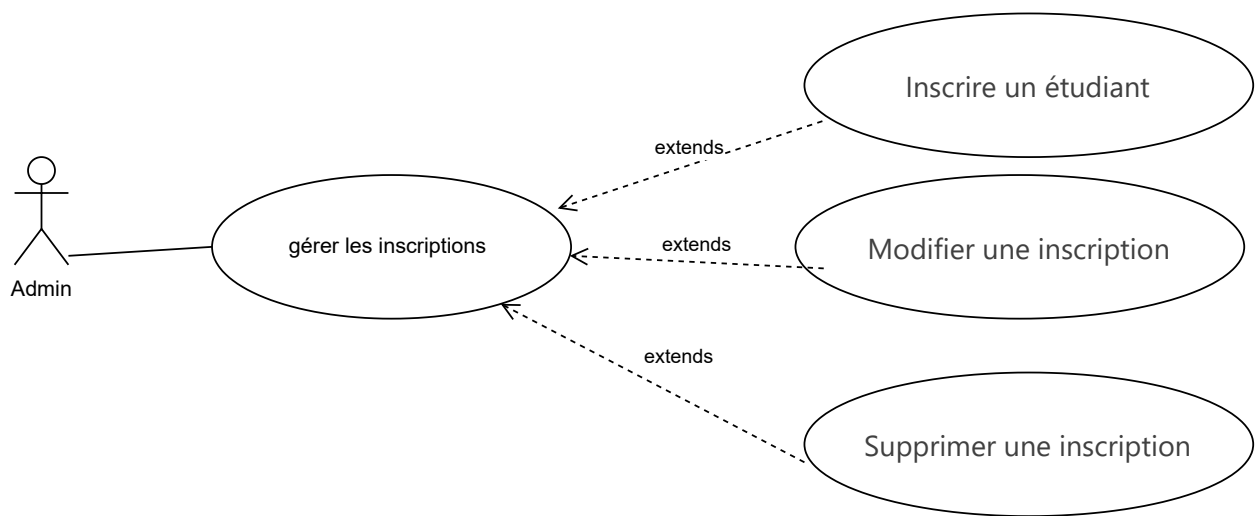 Inscrire un étudiant
extends
gérer les inscriptions
extends
Modifier une inscription
Admin
extends
Supprimer une inscription